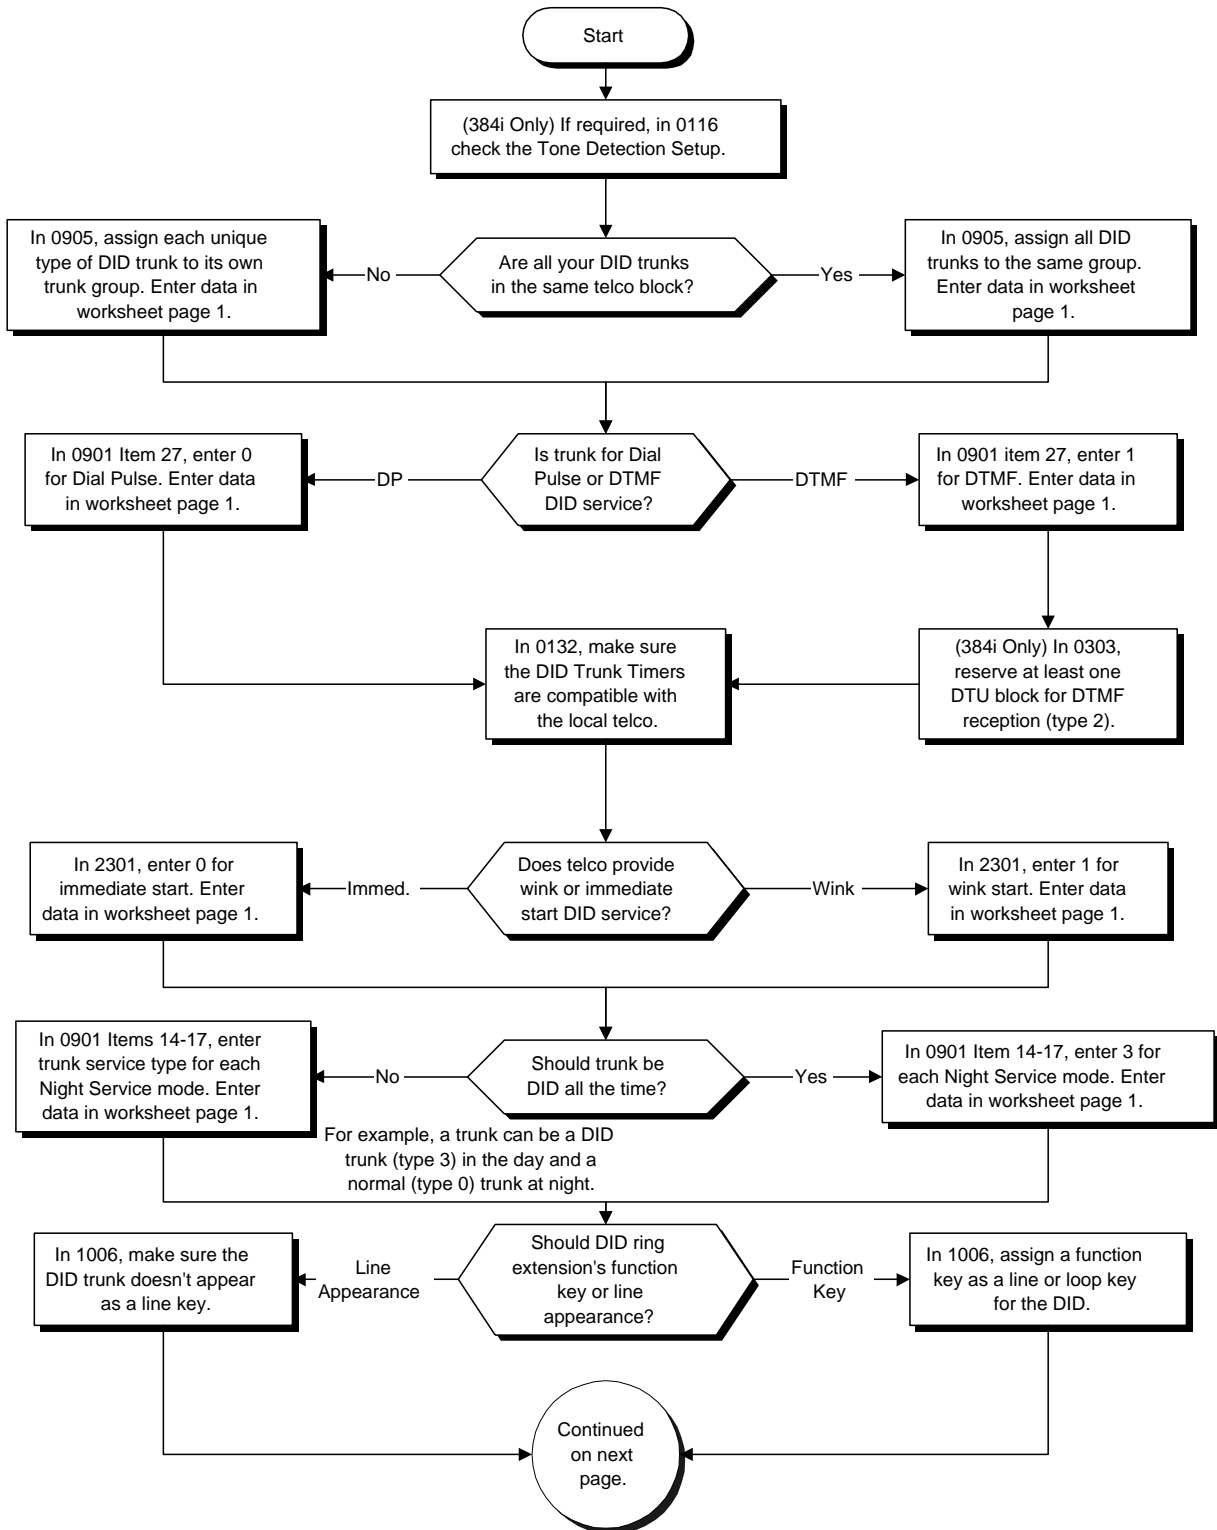 Start
(384i Only) If required, in 0116
check the Tone Detection Setup.
In 0905, assign each unique
type of DID trunk to its own
trunk group. Enter data in
worksheet page 1.
No
Are all your DID trunks
in the same telco block?
Yes
In 0905, assign all DID
trunks to the same group.
Enter data in worksheet
page 1.
In 0901 Item 27, enter 0
for Dial Pulse. Enter data
in worksheet page 1.
DP
Is trunk for Dial
Pulse or DTMF
DID service?
DTMF
In 0901 item 27, enter 1
for DTMF. Enter data in
worksheet page 1.
In 0132, make sure
the DID Trunk Timers
are compatible with
the local telco.
(384i Only) In 0303,
reserve at least one
DTU block for DTMF
reception (type 2).
In 2301, enter 0 for
immediate start. Enter
data in worksheet page 1.
Immed.
Does telco provide
wink or immediate
start DID service?
Wink
In 2301, enter 1 for
wink start. Enter data
in worksheet page 1.
In 0901 Items 14-17, enter
trunk service type for each
Night Service mode. Enter
data in worksheet page 1.
No
Should trunk be
DID all the time?
Yes
In 0901 Item 14-17, enter 3 for
each Night Service mode. Enter
data in worksheet page 1.
For example, a trunk can be a DID
trunk (type 3) in the day and a
normal (type 0) trunk at night.
In 1006, make sure the
DID trunk doesn't appear
as a line key.
Line
Appearance
Should DID ring
extension's function
key or line
appearance?
Function
Key
In 1006, assign a function
key as a line or loop key
for the DID.
Continued
on next
page.